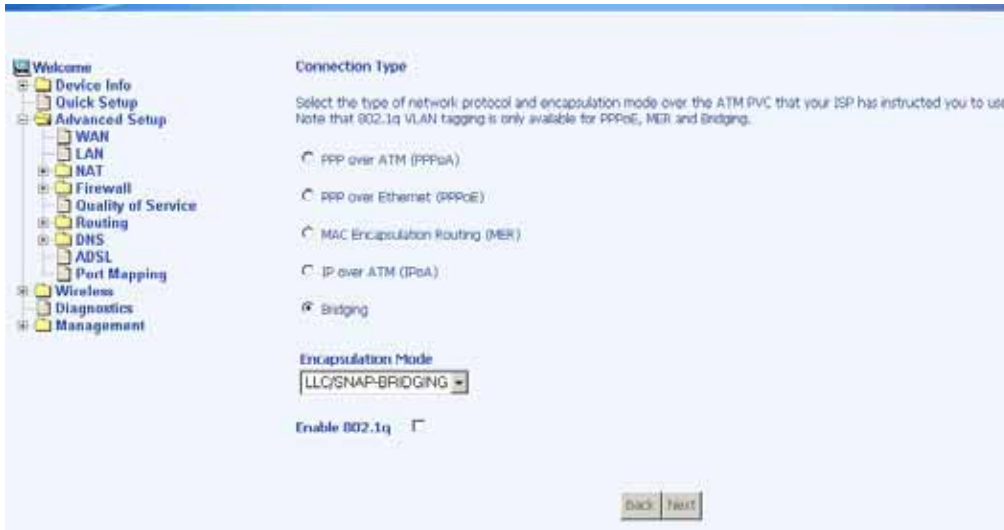 Welcome
Device Info
Quick Setup
Advanced Setup
WAN
LAN
NAT
Firewall
Quality of Service
Routing
DNS
ADSL
Port Mapping
Wireless
Diagnostics
Management
Connection Type
Select the type of network protocol and encapsulation mode over the ATM PVC that your ISP has instructed you to use
Note that 802.1q VLAN tagging is only available for PPPoE, MER and Bridging.
PPP over ATM (PPPoA)
PPP over Ethernet (PPPoE)
MAC Encapsulation Routing (MER)
IP over ATM (IPoA)
Bridging
Encapsulation Mode
LLC/SNAP-BRIDGING
Enable 802.1q
Back Next